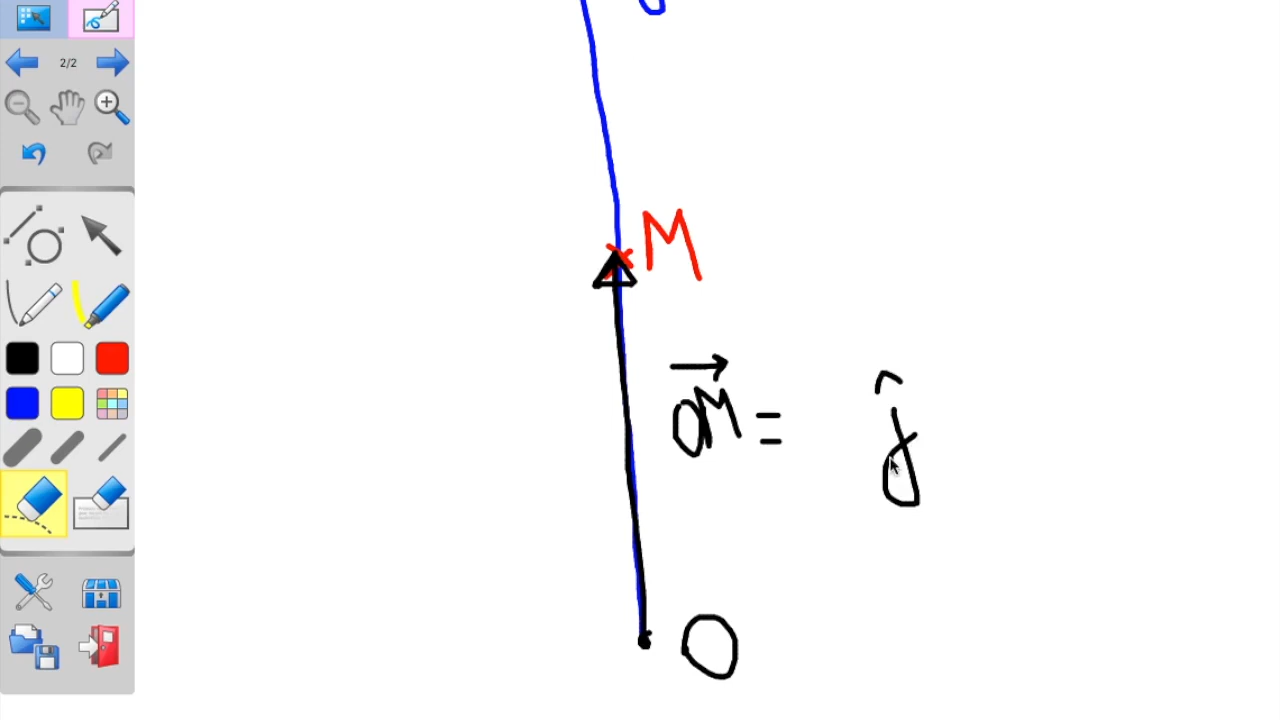 2/2
M
→
OM = ĵ
O